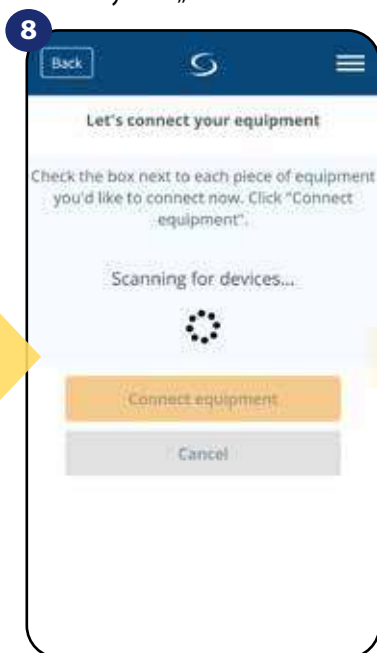 8
Back
Let's connect your equipment
Check the box next to each piece of equipment
you'd like to connect now. Click "Connect
equipment".
Scanning for devices...
Connect equipment
Cancel